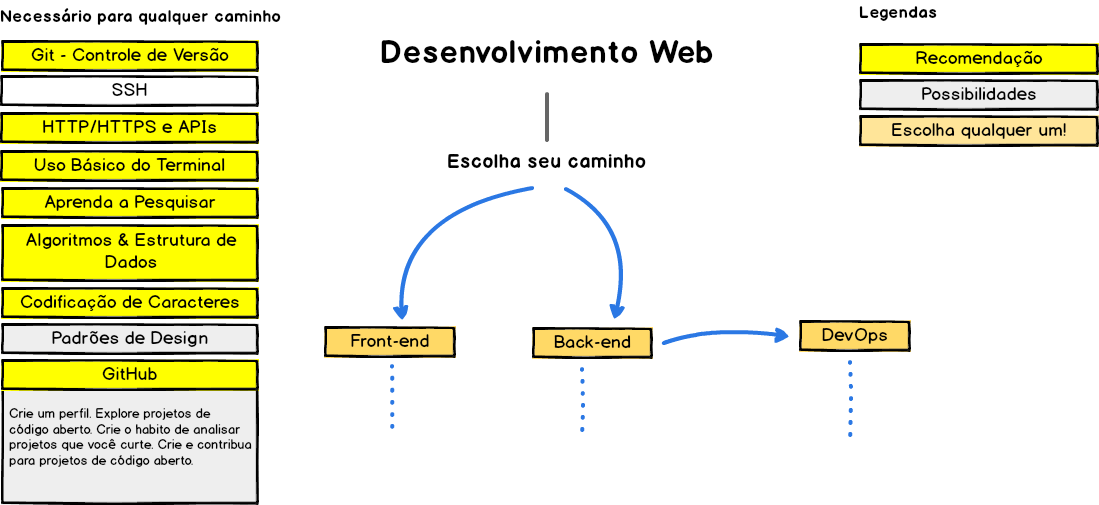 Necessário para qualquer caminho
Git - Controle de Versão
SSH
HTTP/HTTPS e APIs
Uso Básico do Terminal
Aprenda a Pesquisar
Algoritmos & Estrutura de
Dados
Codificação de Caracteres
Padrões de Design
GitHub
Crie um perfil. Explore projetos de
código aberto. Crie o habito de analisar
projetos que você curte. Crie e contribua
para projetos de código aberto.
Desenvolvimento Web
Escolha seu caminho
Front-end
Back-end
DevOps
Legendas
Recomendação
Possibilidades
Escolha qualquer um!